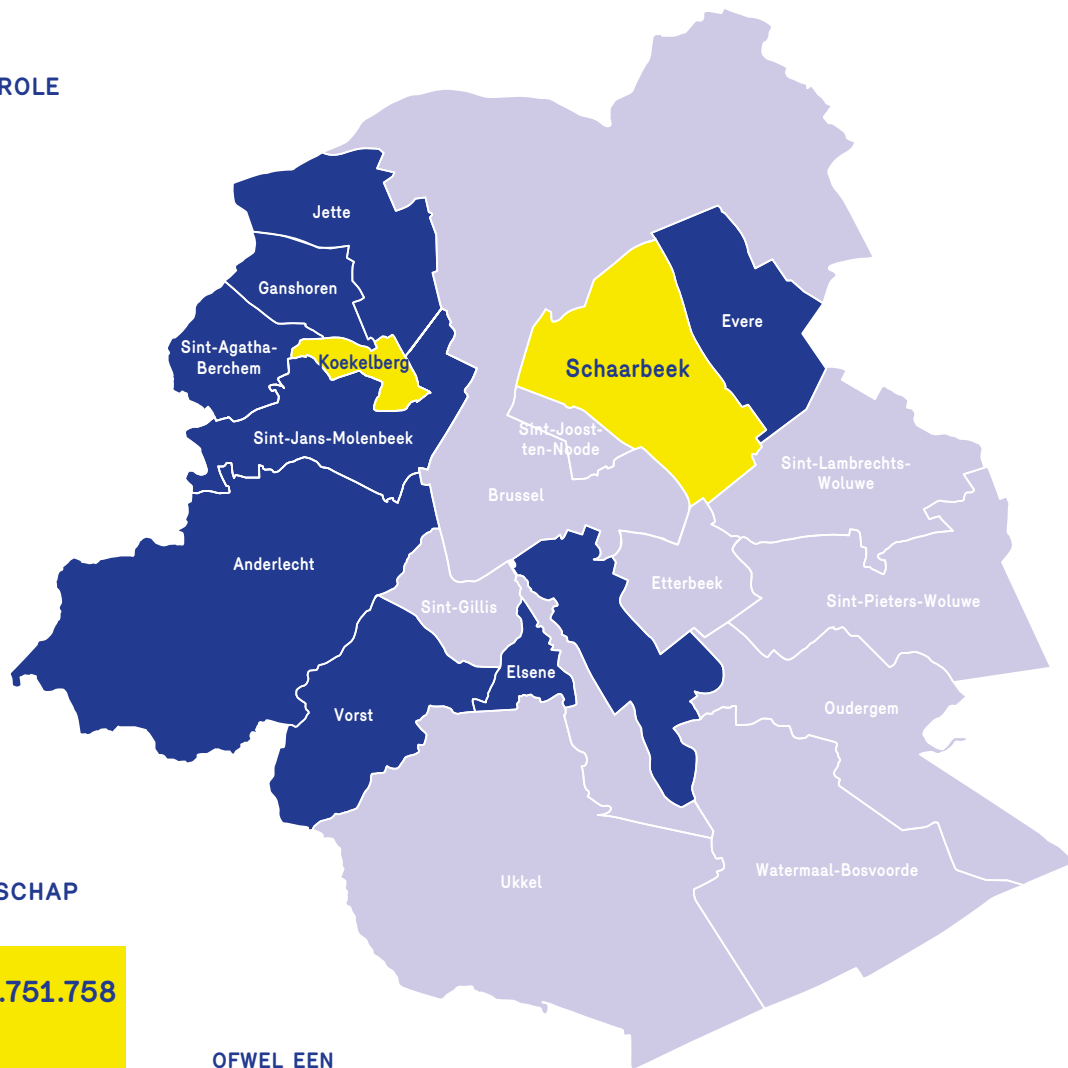 ROLE
Jette
Ganshoren
Evere
Sint-Agatha-
Berchem
Koekelberg
Schaarbeek
Sint-Jans-Molenbeek
Sint-Joost-
ten-Noode
Sint-Lambrechts-
Woluwe
Brussel
Anderlecht
Etterbeek
Sint-Gillis
Sint-Pieters-Woluwe
Elsene
Vorst
Oudergem
Ukkel
Watermaal-Bosvoorde
SCHAP
.751.758
OFWEL EEN